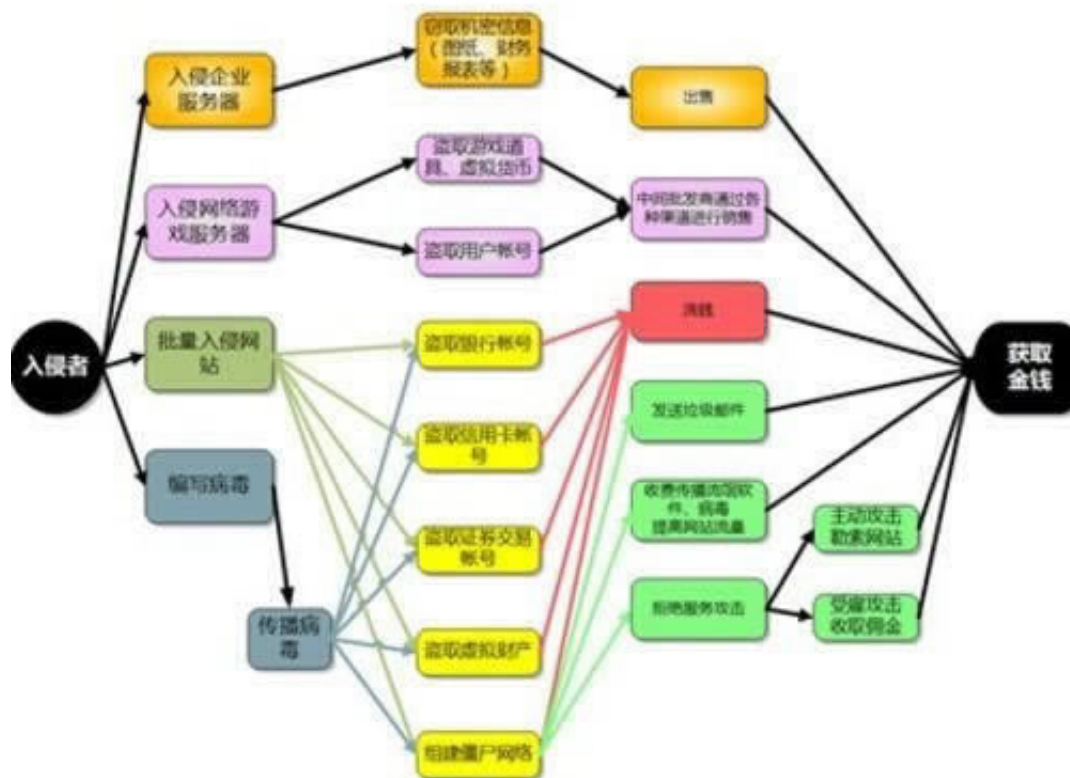 窃取机密信息
（图纸、财务
报表等）
入侵企业
服务器
出售
盗取游戏道
具、虚拟货币
入侵网络游
戏服务器
中间批发商通过各
种渠道进行销售
盗取用户帐号
入侵者
批量入侵网
站
盗取银行帐号
洗钱
获取
金钱
盗取信用卡帐
号
发送垃圾邮件
编写病毒
收费传播流氓软
件、病毒
提高网站流量
盗取证券交易
帐号
主动攻击
勒索网站
拒绝服务攻击
受雇攻击
收取佣金
传播病
毒
盗取虚拟财产
组建僵尸网络